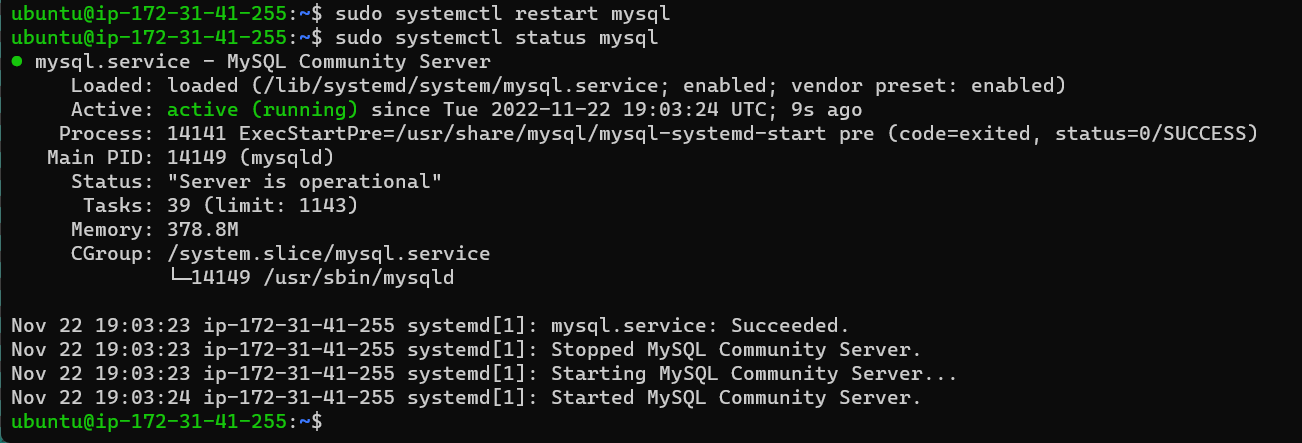 ubuntu@ip-172-31-41-255:~$ sudo systemctl restart mysql
ubuntu@ip-172-31-41-255:~$ sudo systemctl status mysql
● mysql.service - MySQL Community Server
     Loaded: loaded (/lib/systemd/system/mysql.service; enabled; vendor preset: enabled)
     Active: active (running) since Tue 2022-11-22 19:03:24 UTC; 9s ago
    Process: 14141 ExecStartPre=/usr/share/mysql/mysql-systemd-start pre (code=exited, status=0/SUCCESS)
   Main PID: 14149 (mysqld)
     Status: "Server is operational"
      Tasks: 39 (limit: 1143)
     Memory: 378.8M
     CGroup: /system.slice/mysql.service
             └─14149 /usr/sbin/mysqld

Nov 22 19:03:23 ip-172-31-41-255 systemd[1]: mysql.service: Succeeded.
Nov 22 19:03:23 ip-172-31-41-255 systemd[1]: Stopped MySQL Community Server.
Nov 22 19:03:23 ip-172-31-41-255 systemd[1]: Starting MySQL Community Server...
Nov 22 19:03:24 ip-172-31-41-255 systemd[1]: Started MySQL Community Server.
ubuntu@ip-172-31-41-255:~$